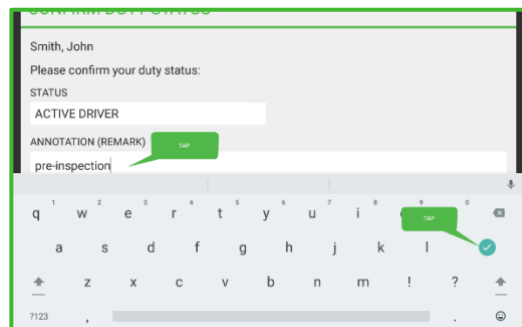 CONFIRM DUTY STATUS
Smith, John
Please confirm your duty status:
STATUS
ACTIVE DRIVER
ANNOTATION (REMARK)
TAP
pre-inspection
1 2 3 4 5 6 7 8 9 0
q w e r t y u i
TAP
a s d f g h j k l
z x c v b n m ! ?
?123 , .